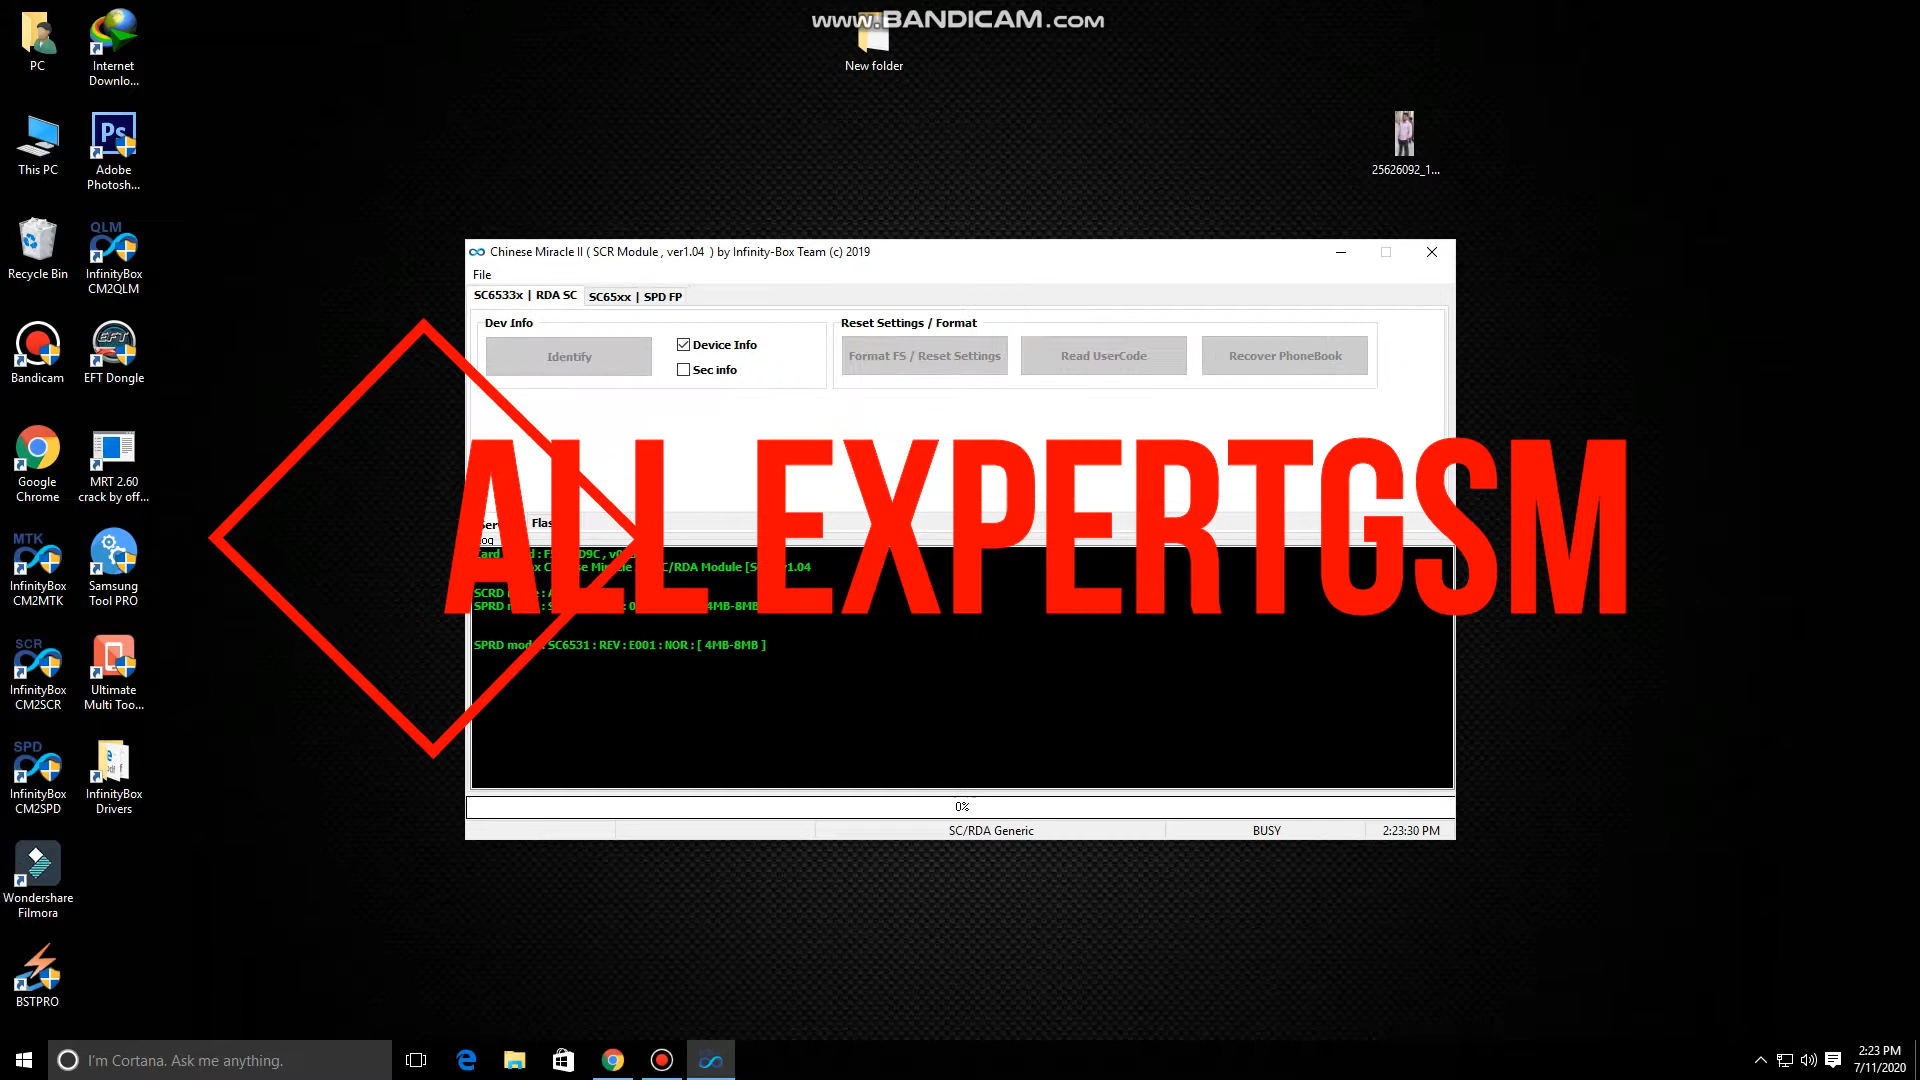 www.BANDICAM.com
PC
Internet
Downlo...
New folder
This PC
Ps
Adobe
Photosh...
25626092_1...
Recycle Bin
QLM
InfinityBox
CM2QLM
Bandicam
EFT
EFT Dongle
Google
Chrome
MRT 2.60
crack by off...
MTK
InfinityBox
CM2MTK
Samsung
Tool PRO
SCR
InfinityBox
CM2SCR
Ultimate
Multi Too...
SPD
InfinityBox
CM2SPD
InfinityBox
Drivers
Wondershare
Filmora
BSTPRO
Chinese Miracle II ( SCR Module , ver1.04 ) by Infinity-Box Team (c) 2019
File
SC6533x | RDA SC
SC65xx | SPD FP
Dev Info
Identify
Device Info
Sec info
Reset Settings / Format
Format FS / Reset Settings
Read UserCode
Recover PhoneBook
ALL EXPERTGSM
C/RDA Module
1.04
SPRD
4MB-8MB
SC6531 : REV : E001 : NOR : [ 4MB-8MB ]
0%
SC/RDA Generic
BUSY
2:23:30 PM
I'm Cortana. Ask me anything.
2:23 PM
7/11/2020